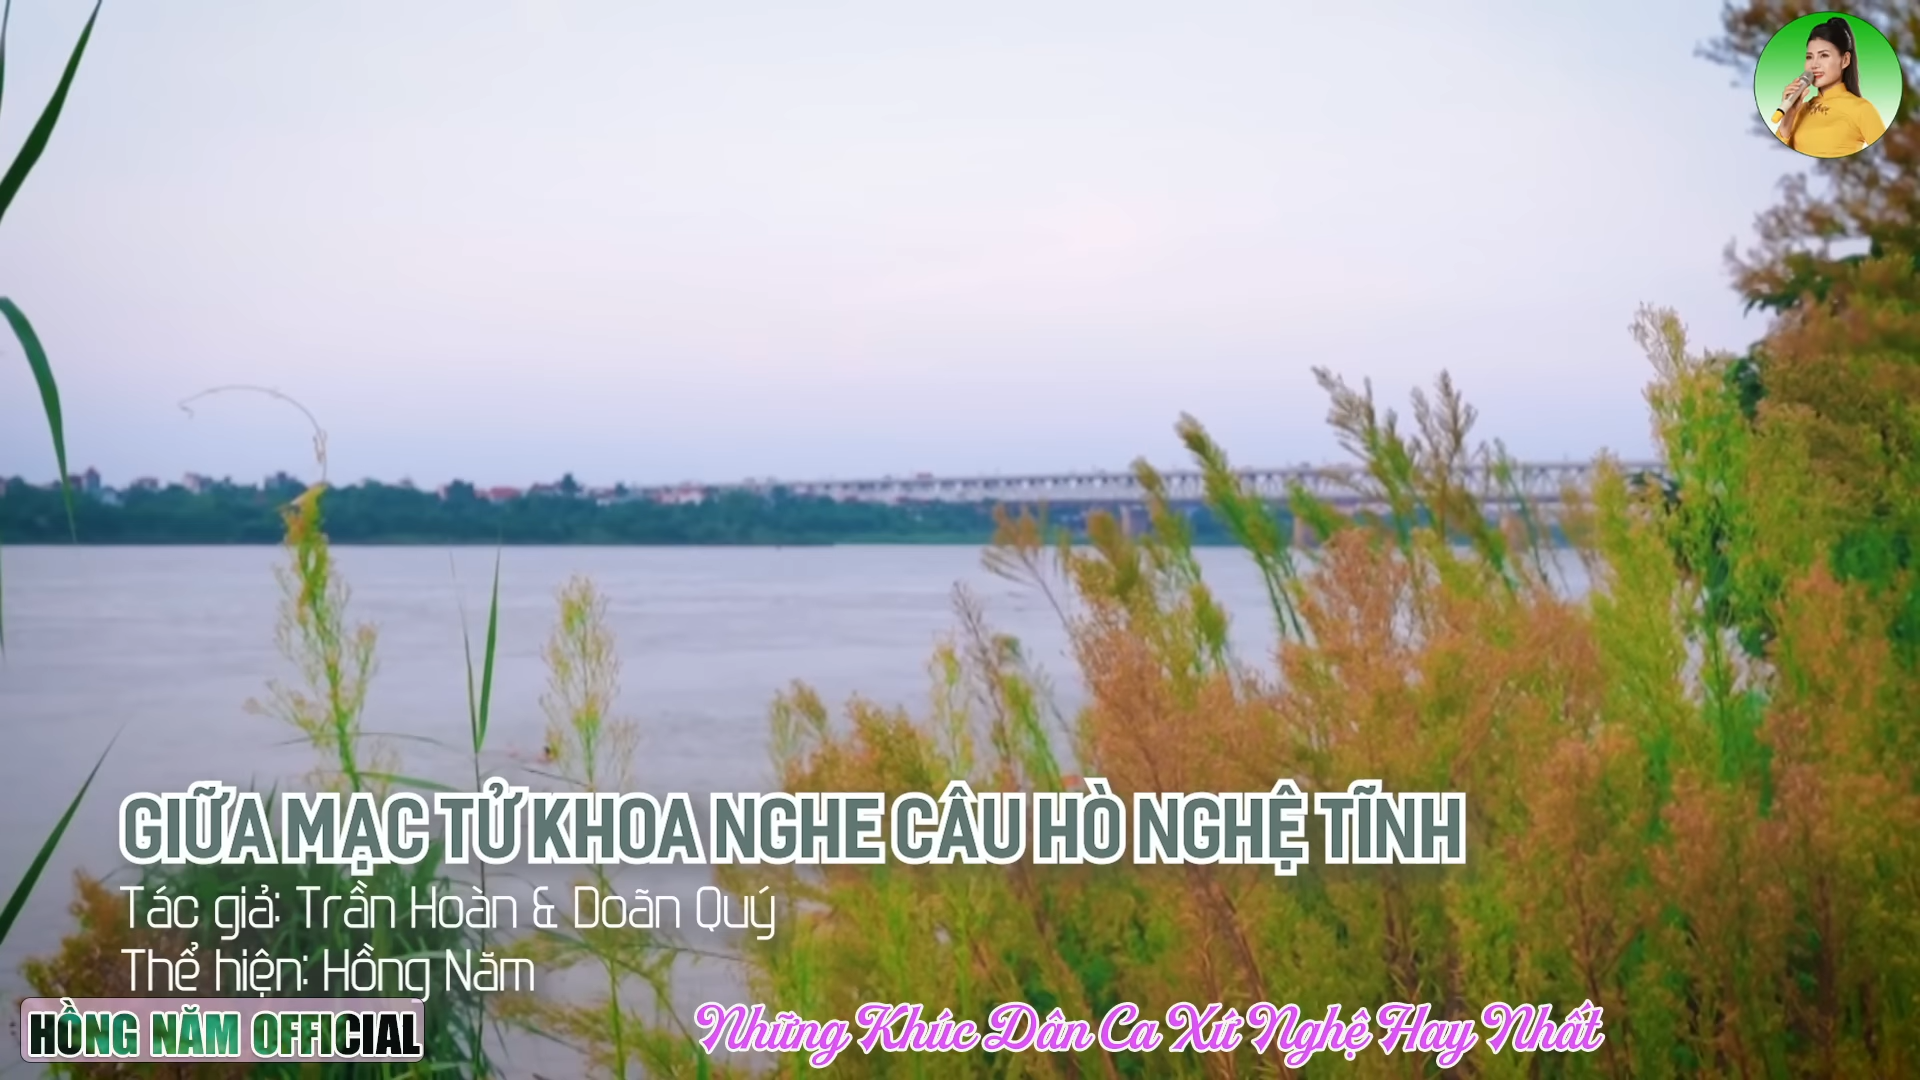 GIỮA MẠC TỬ KHOA NGHE CÂU HÒ NGHỆ TĨNH
Tác giả: Trần Hoàn & Doãn Quý
Thể hiện: Hồng Năm
HỒNG NĂM OFFICIAL
Những Khúc Dân Ca Xứ Nghệ Hay Nhất